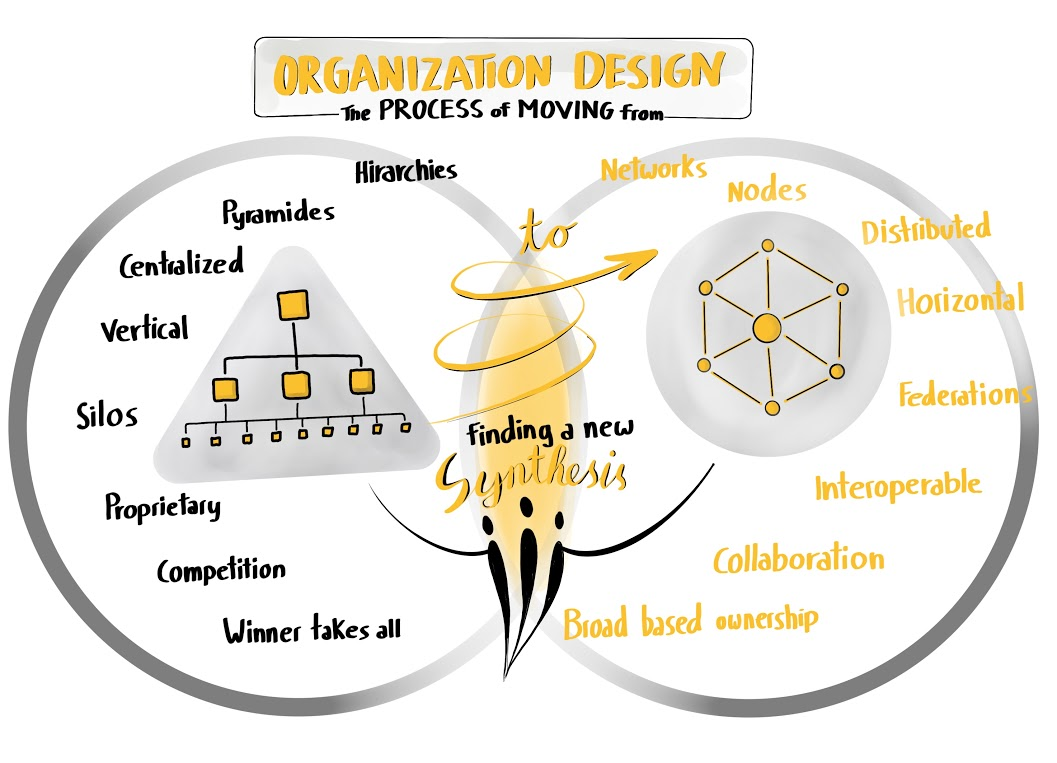 ORGANIZATION DESIGN
The PROCESS of MOVING from
Hirarchies
Pyramides
Centralized
Vertical
Silos
Proprietary
Competition
Winner takes all
to
Finding a new
Synthesis
Networks
Nodes
Distributed
Horizontal
Federations
Interoperable
Collaboration
Broad based ownership